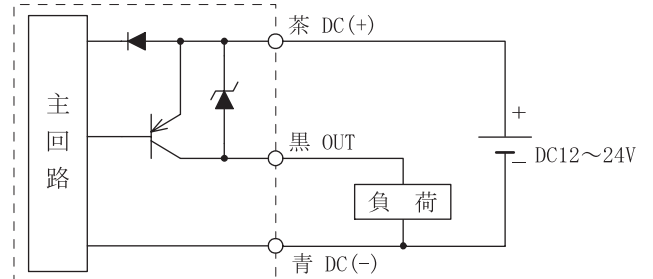 茶 DC(+)
主回路
黒 OUT
+
− DC12～24V
負 荷
青 DC(−)